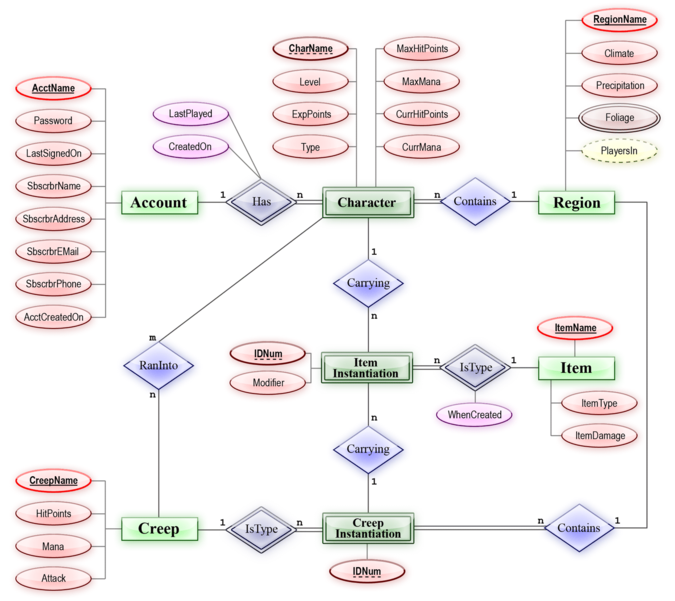 CharName
MaxHitPoints
RegionName
Level
MaxMana
Climate
AcctName
LastPlayed
ExpPoints
CurrHitPoints
Precipitation
Password
CreatedOn
Type
CurrMana
Foliage
LastSignedOn
PlayersIn
SbscrbrName
Account
1
Has
n
Character
n
Contains
1
Region
SbscrbrAddress
SbscrbrEMail
1
SbscrbrPhone
Carrying
AcctCreatedOn
n
m
ItemName
RanInto
IDNum
Item
Instantiation
n
IsType
1
Item
Modifier
n
WhenCreated
n
ItemType
ItemDamage
Carrying
CreepName
1
HitPoints
Creep
1
IsType
n
Creep
Instantiation
n
Contains
1
Mana
Attack
IDNum